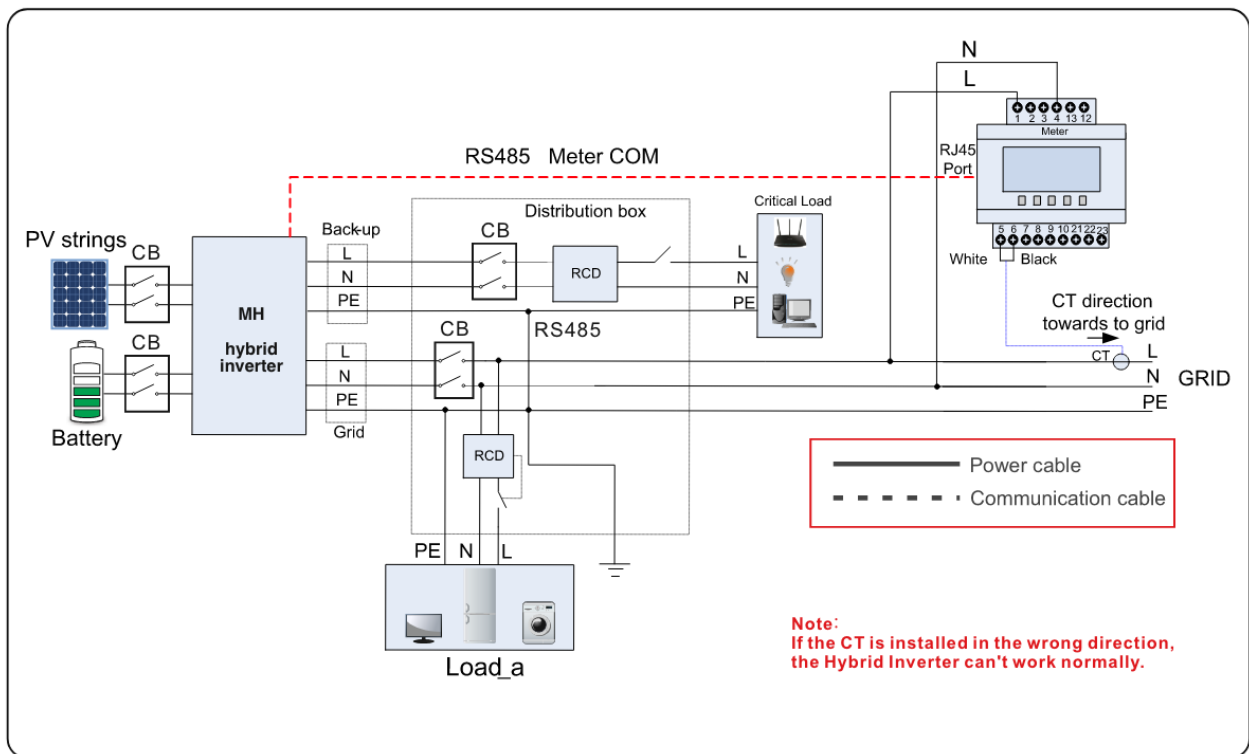 N
L
1 2 3 4 13 12
Meter
RJ45
Port
RS485 Meter COM
5 6 7 8 9 10 21 22 23
White
Black
Critical Load
Distribution box
Back-up
PV strings
CB
CB
L
N
PE
RCD
L
N
PE
MH
hybrid
inverter
RS485
CT direction
towards to grid
CB
CB
L
N
PE
Grid
CT
L
N
PE
GRID
Battery
RCD
Power cable
Communication cable
PE N L
Load_a
Note:
If the CT is installed in the wrong direction,
the Hybrid Inverter can't work normally.